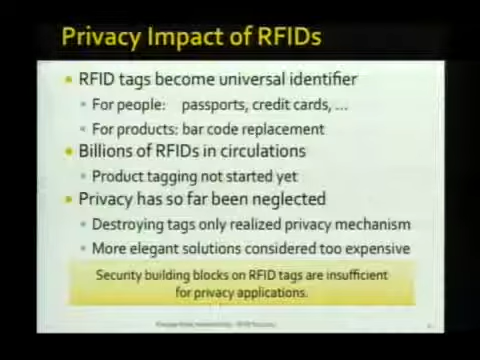 Privacy Impact of RFIDs
RFID tags become universal identifier
For people: passports, credit cards, ...
For products: bar code replacement
Billions of RFIDs in circulations
Product tagging not started yet
Privacy has so far been neglected
Destroying tags only realized privacy mechanism
More elegant solutions considered too expensive
Security building blocks on RFID tags are insufficient
for privacy applications.